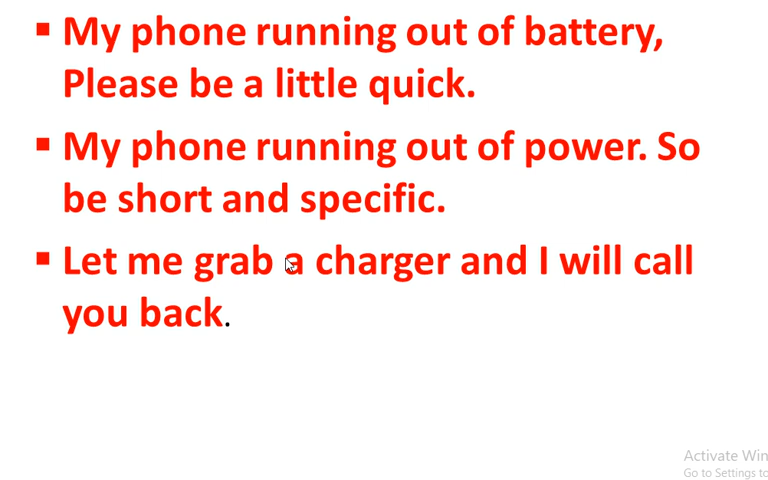 ▪ My phone running out of battery,
Please be a little quick.
▪ My phone running out of power. So
be short and specific.
▪ Let me grab a charger and I will call
you back.
Activate Win
Go to Settings to